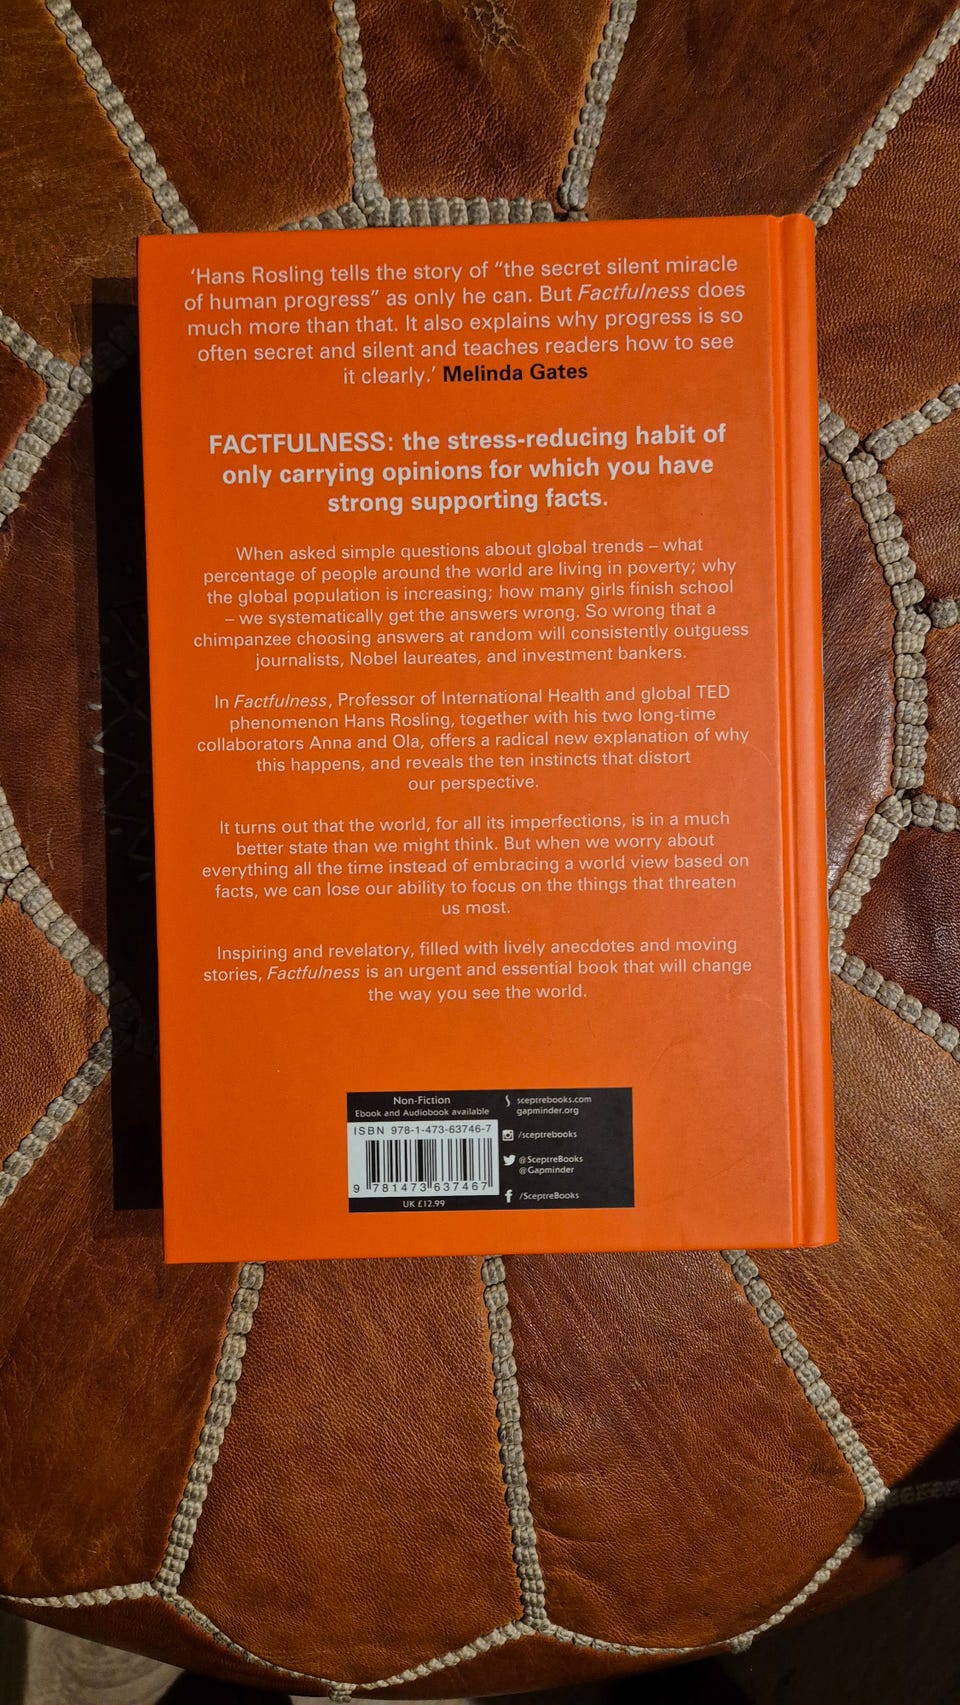 ‘Hans Rosling tells the story of “the secret silent miracle
of human progress” as only he can. But Factfulness does
much more than that. It also explains why progress is so
often secret and silent and teaches readers how to see
it clearly.’ Melinda Gates
FACTFULNESS: the stress-reducing habit of
only carrying opinions for which you have
strong supporting facts.
When asked simple questions about global trends – what
percentage of people around the world are living in poverty; why
the global population is increasing; how many girls finish school
– we systematically get the answers wrong. So wrong that a
chimpanzee choosing answers at random will consistently outguess
journalists, Nobel laureates, and investment bankers.
In Factfulness, Professor of International Health and global TED
phenomenon Hans Rosling, together with his two long-time
collaborators Anna and Ola, offers a radical new explanation of why
this happens, and reveals the ten instincts that distort
our perspective.
It turns out that the world, for all its imperfections, is in a much
better state than we might think. But when we worry about
everything all the time instead of embracing a world view based on
facts, we can lose our ability to focus on the things that threaten
us most.
Inspiring and revelatory, filled with lively anecdotes and moving
stories, Factfulness is an urgent and essential book that will change
the way you see the world.
Non-Fiction
Ebook and Audiobook available
ISBN 978-1-473-63746-7
9 781473 637467
UK £12.99
sceptrebooks.com
gapminder.org
/sceptrebooks
@SceptreBooks
@Gapminder
/SceptreBooks